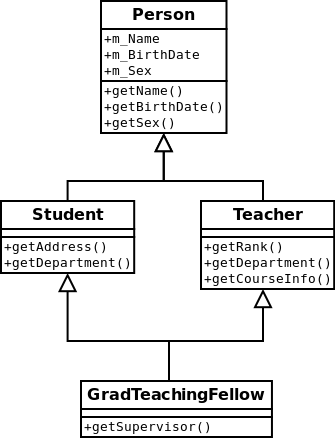 Person
+m_Name
+m_BirthDate
+m_Sex
+getName()
+getBirthDate()
+getSex()
Student
+getAddress()
+getDepartment()
Teacher
+getRank()
+getDepartment()
+getCourseInfo()
GradTeachingFellow
+getSupervisor()